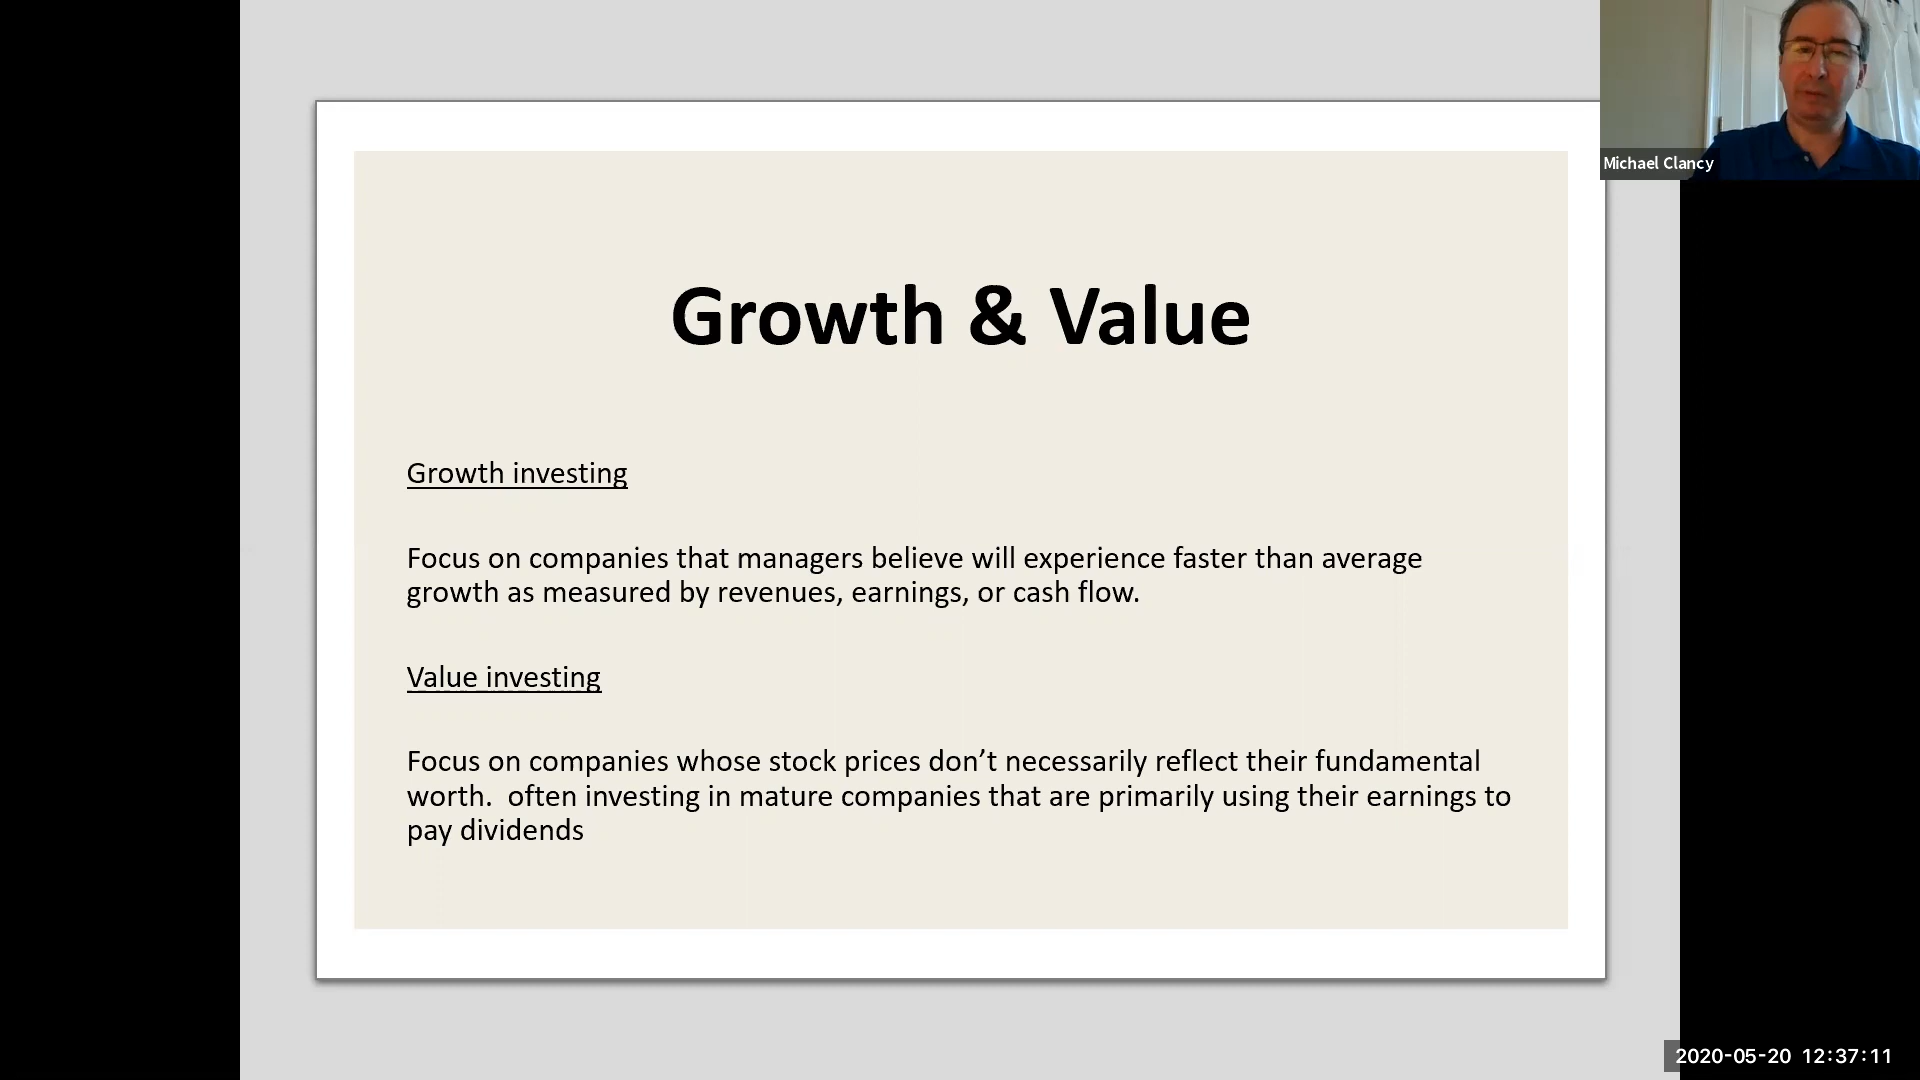 Michael Clancy
Growth & Value
Growth investing
Focus on companies that managers believe will experience faster than average
growth as measured by revenues, earnings, or cash flow.
Value investing
Focus on companies whose stock prices don’t necessarily reflect their fundamental
worth.  often investing in mature companies that are primarily using their earnings to
pay dividends
2020-05-20 12:37:11